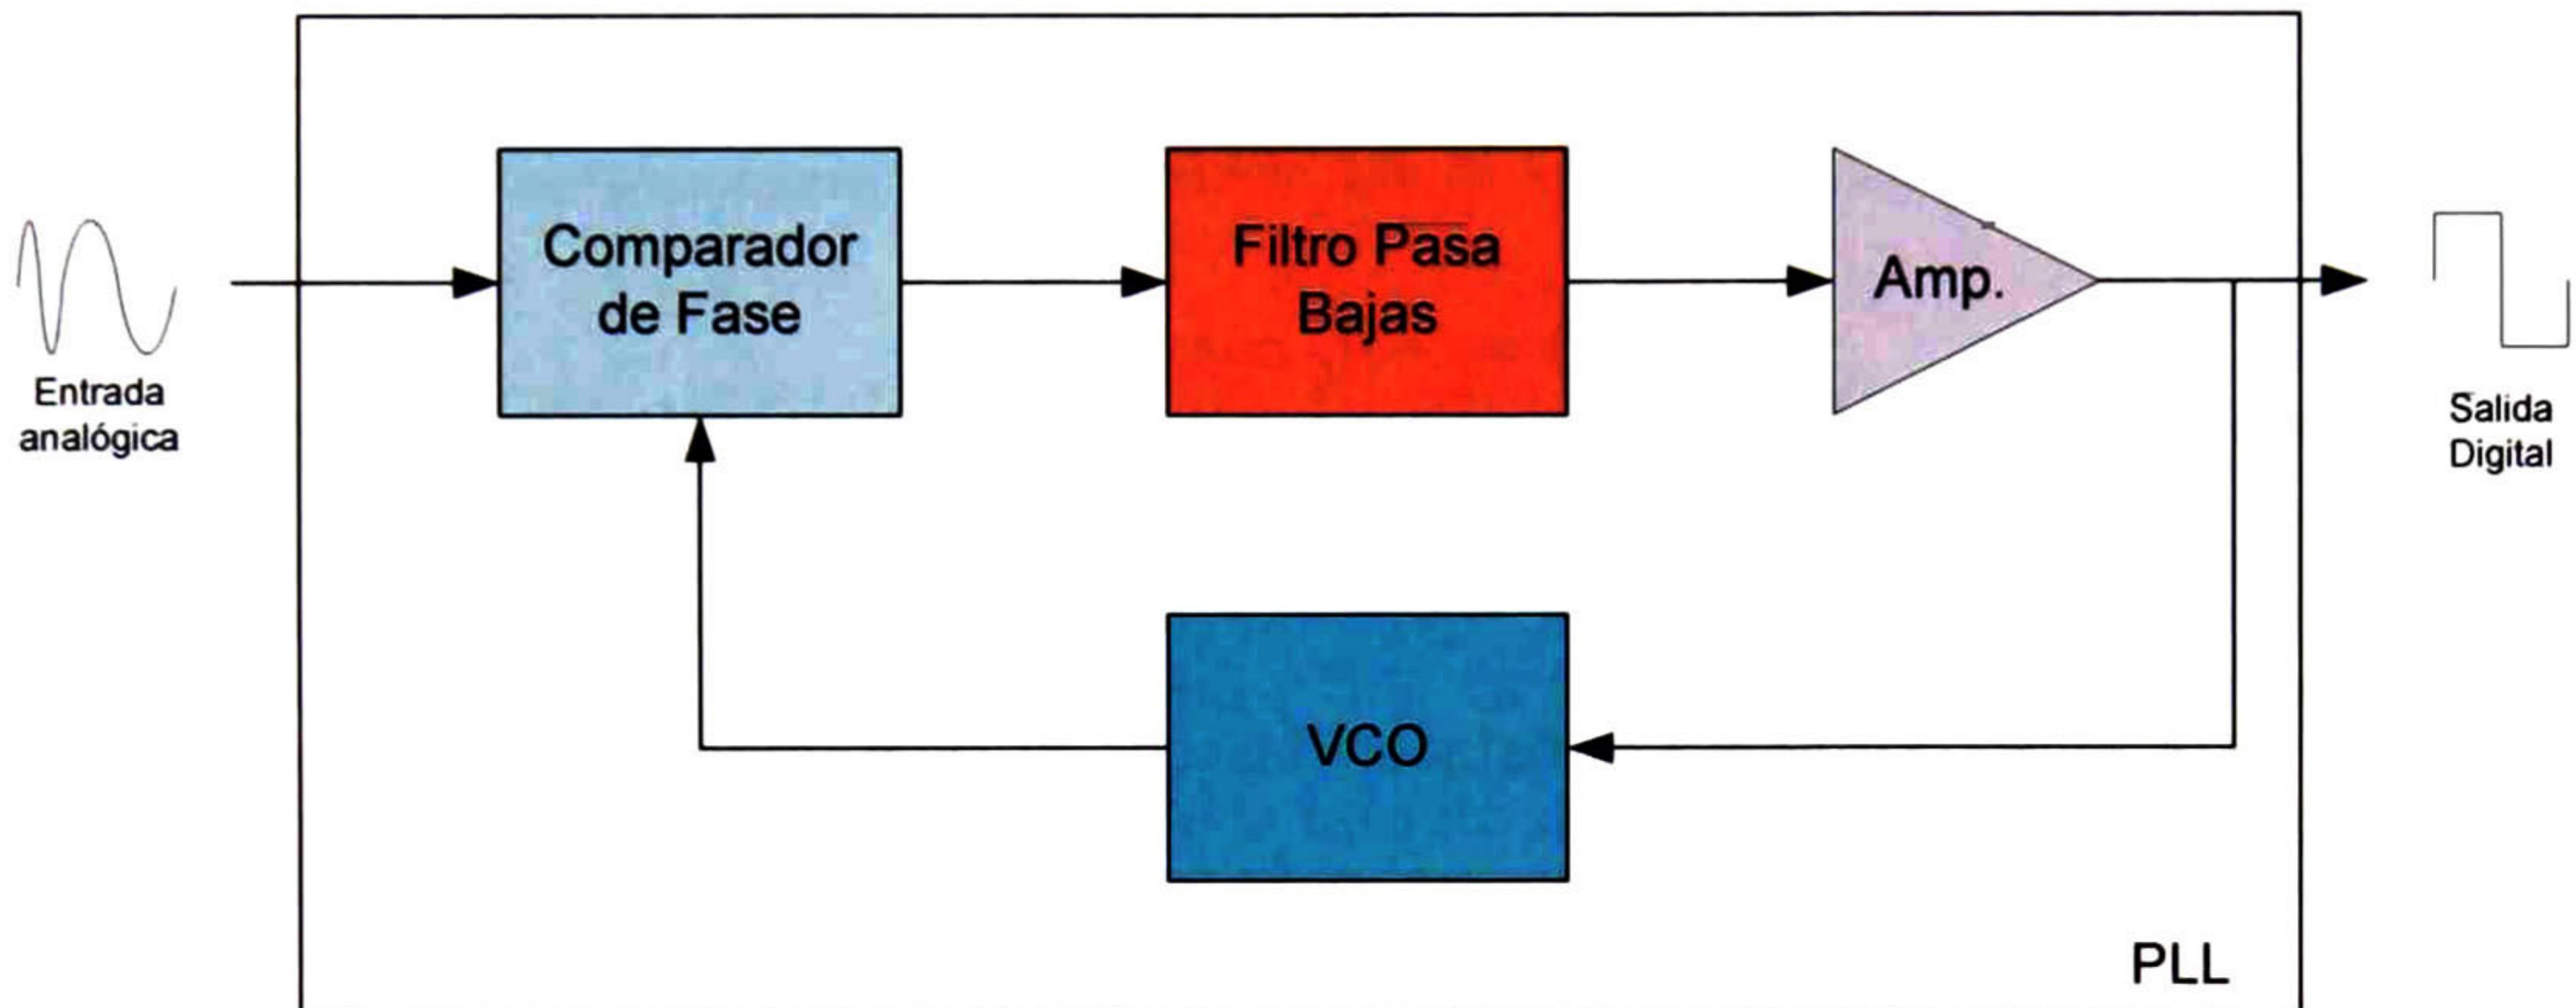 Entrada
analógica
Comparador
de Fase
Filtro Pasa
Bajas
Amp.
Salida
Digital
VCO
PLL